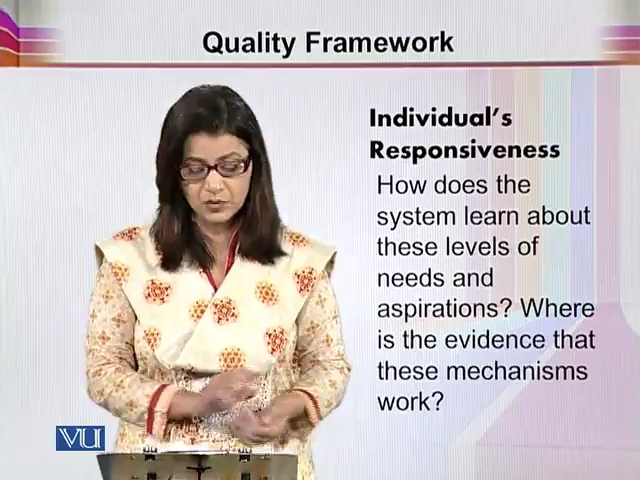 Quality Framework
Individual's
Responsiveness
How does the
system learn about
these levels of
needs and
aspirations? Where
is the evidence that
these mechanisms
work?
VU